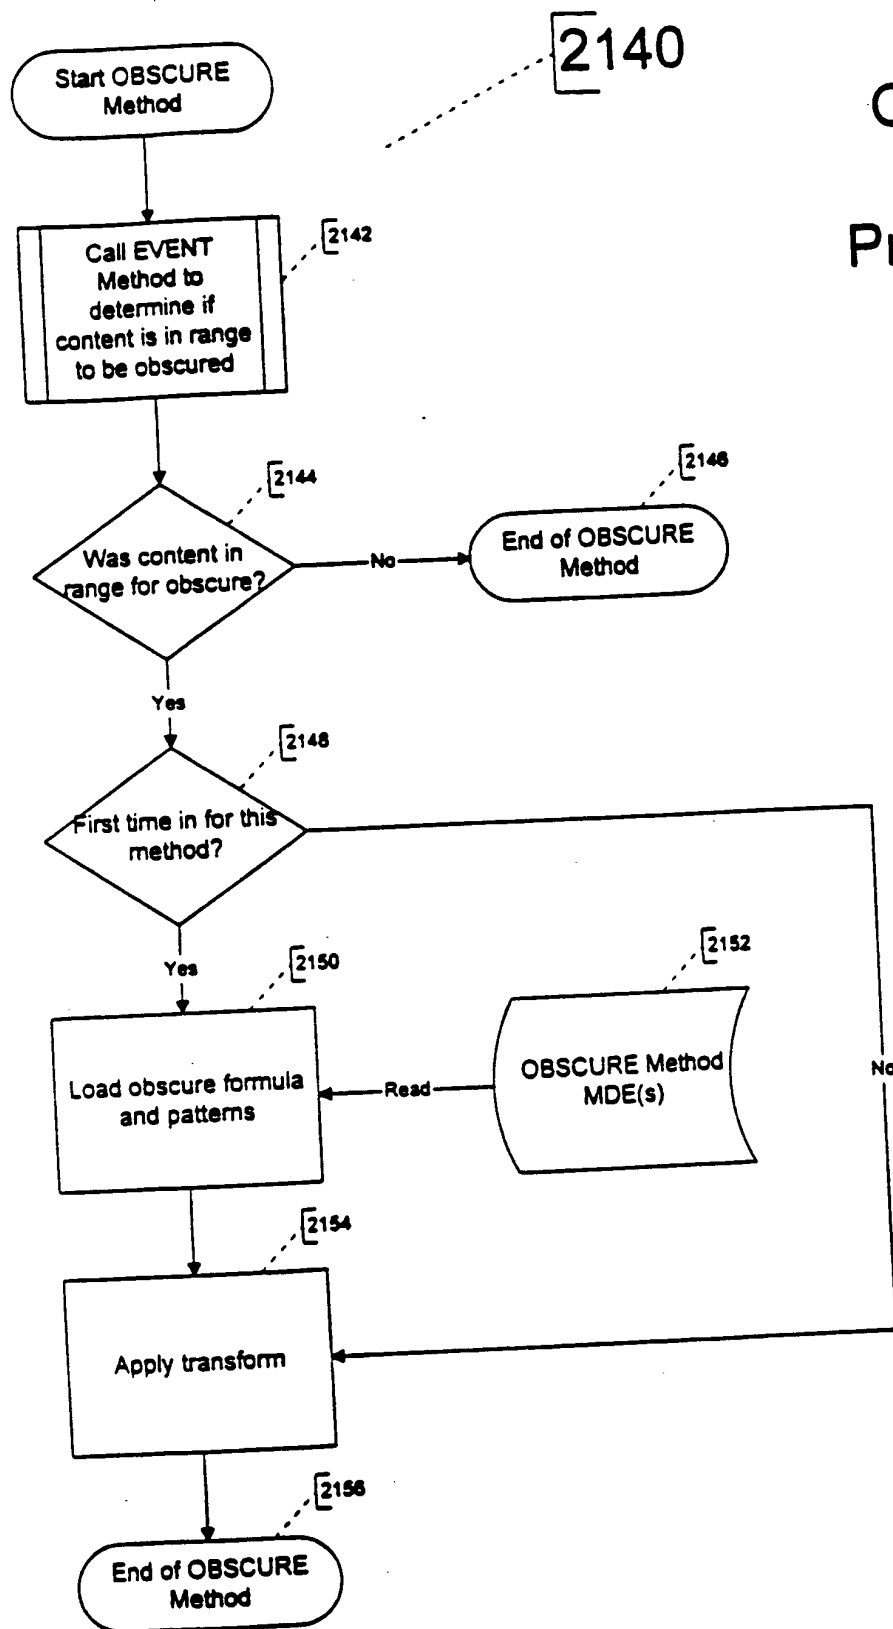 2140
Start OBSCURE
Method
2142
Call EVENT
Method to
determine if
content is in range
to be obscured
2144
Was content in
range for obscure?
No
2146
End of OBSCURE
Method
Yes
2148
First time in for this
method?
No
Yes
2150
Load obscure formula
and patterns
Read
2152
OBSCURE Method
MDE(s)
2154
Apply transform
2156
End of OBSCURE
Method